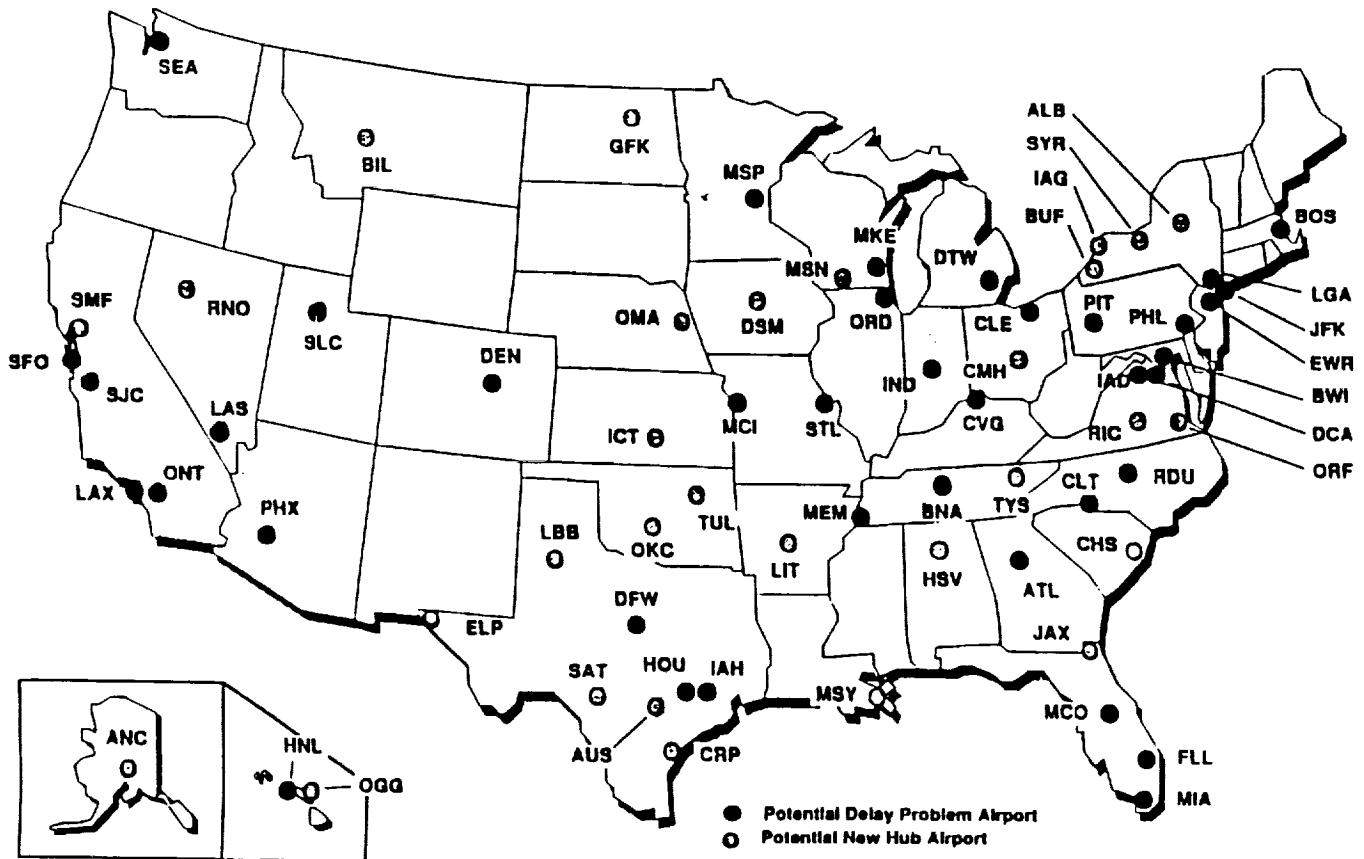 SEA
BIL
GFK
MSP
ALB
SYR
IAG
BUF
BOS
MKE
DTW
MSN
SMF
RNO
SLC
OMA
DSM
ORD
CLE
PIT
PHL
LGA
JFK
SFO
DEN
EWR
SJC
IND
CMH
IAD
BWI
LAS
MCI
STL
CVG
ICT
RIC
DCA
ORF
LAX
ONT
PHX
TUL
MEM
BNA
TYS
CLT
RDU
LBB
OKC
LIT
HSV
CHS
ATL
DFW
ELP
JAX
SAT
HOU
IAH
MSY
MCO
ANC
HNL
AUS
CRP
FLL
OGG
MIA
Potential Delay Problem Airport
Potential New Hub Airport